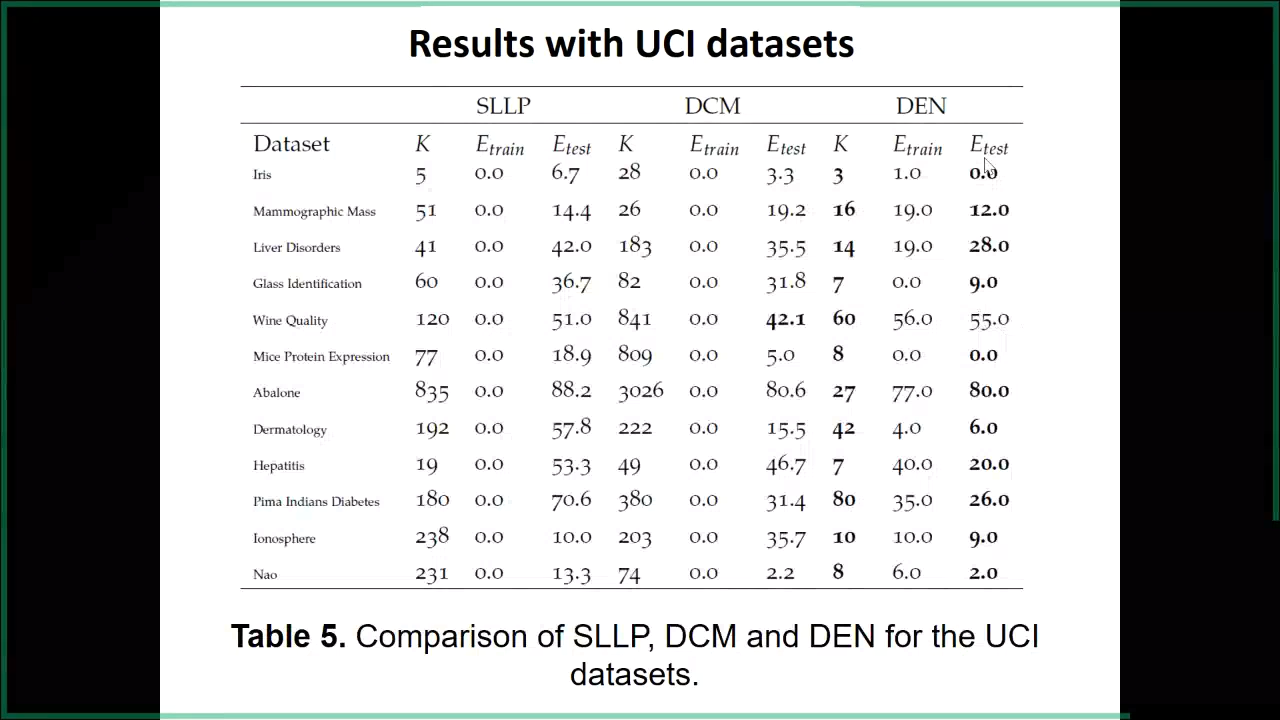 Results with UCI datasets
SLLP DCM DEN
Dataset K Etrain Etest K Etrain Etest K Etrain Etest
Iris 5 0.0 6.7 28 0.0 3.3 3 1.0 0.0
Mammographic Mass 51 0.0 14.4 26 0.0 19.2 16 19.0 12.0
Liver Disorders 41 0.0 42.0 183 0.0 35.5 14 19.0 28.0
Glass Identification 60 0.0 36.7 82 0.0 31.8 7 0.0 9.0
Wine Quality 120 0.0 51.0 841 0.0 42.1 60 56.0 55.0
Mice Protein Expression 77 0.0 18.9 809 0.0 5.0 8 0.0 0.0
Abalone 835 0.0 88.2 3026 0.0 80.6 27 77.0 80.0
Dermatology 192 0.0 57.8 222 0.0 15.5 42 4.0 6.0
Hepatitis 19 0.0 53.3 49 0.0 46.7 7 40.0 20.0
Pima Indians Diabetes 180 0.0 70.6 380 0.0 31.4 80 35.0 26.0
Ionosphere 238 0.0 10.0 203 0.0 35.7 10 10.0 9.0
Nao 231 0.0 13.3 74 0.0 2.2 8 6.0 2.0
Table 5. Comparison of SLLP, DCM and DEN for the UCI
datasets.